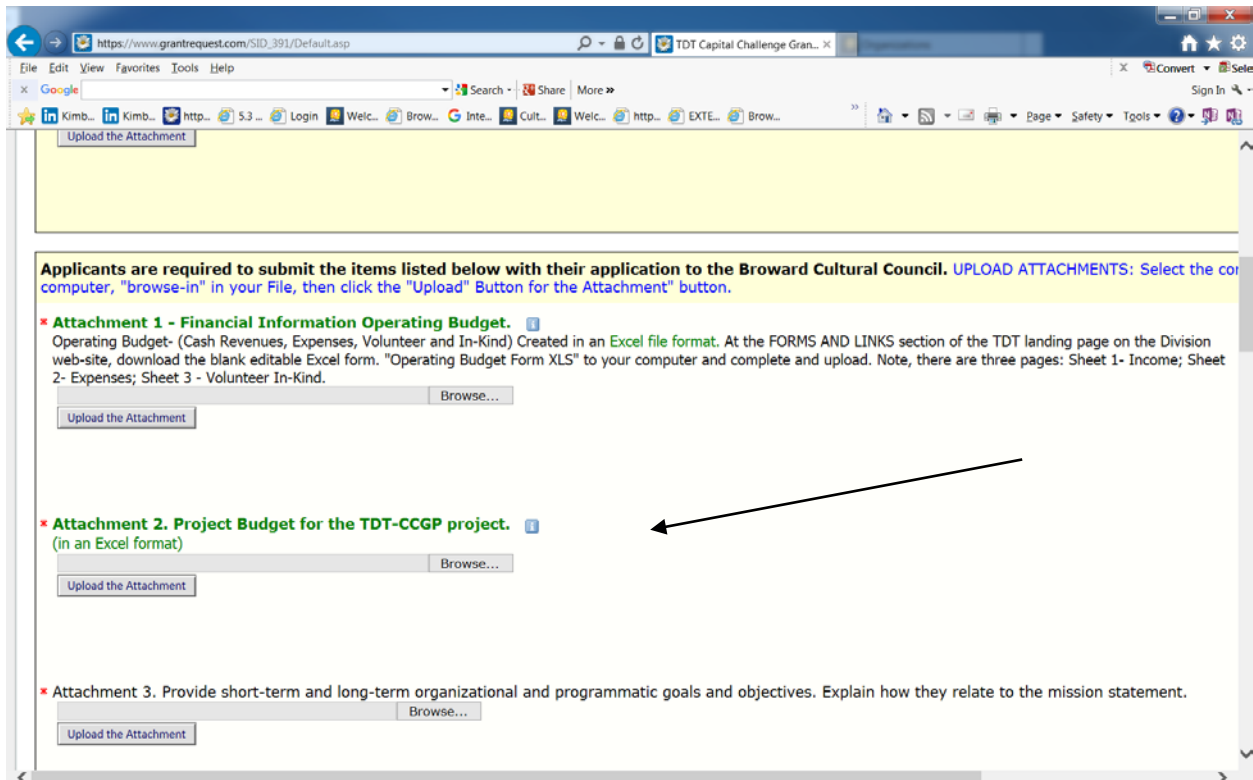 https://www.grantrequest.com/SID_391/Default.asp
TDT Capital Challenge Gran... ×
File Edit View Favorites Tools Help
X Convert Sele
× Google Search Share More »
Sign In
Kimb... Kimb... http... 5.3 ... Login Welc... Brow... G Inte... Cult... Welc... http... EXTE... Brow... »
Page Safety Tools
Upload the Attachment
Applicants are required to submit the items listed below with their application to the Broward Cultural Council. UPLOAD ATTACHMENTS: Select the cor
computer, "browse-in" in your File, then click the "Upload" Button for the Attachment" button.
* Attachment 1 - Financial Information Operating Budget. i
Operating Budget- (Cash Revenues, Expenses, Volunteer and In-Kind) Created in an Excel file format. At the FORMS AND LINKS section of the TDT landing page on the Division
web-site, download the blank editable Excel form. "Operating Budget Form XLS" to your computer and complete and upload. Note, there are three pages: Sheet 1- Income; Sheet
2- Expenses; Sheet 3 - Volunteer In-Kind.
Browse...
Upload the Attachment
* Attachment 2. Project Budget for the TDT-CCGP project. i
(in an Excel format)
Browse...
Upload the Attachment
* Attachment 3. Provide short-term and long-term organizational and programmatic goals and objectives. Explain how they relate to the mission statement.
Browse...
Upload the Attachment